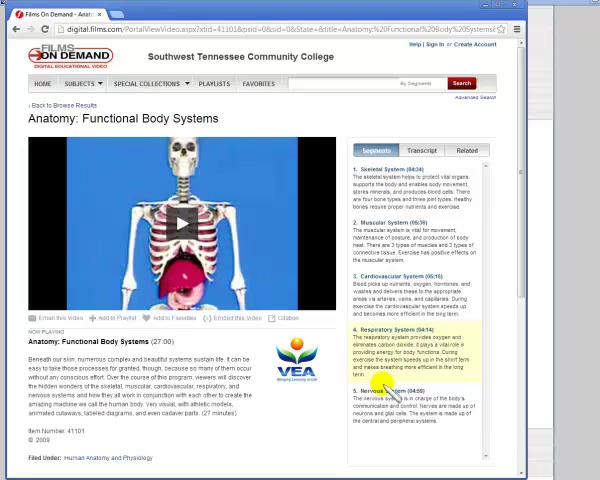 Films On Demand - Anato
digital.films.com/PortalViewVideo.aspx?xtid=41101&psid=0&sid=0&State=&title=Anatomy:%20Functional%20Body%20Systems
Help | Sign In or Create Account
FILMS
ON DEMAND
DIGITAL EDUCATIONAL VIDEO
Southwest Tennessee Community College
HOME SUBJECTS SPECIAL COLLECTIONS PLAYLISTS FAVORITES By Segments Search
Advanced Search
‹ Back to Browse Results
Anatomy: Functional Body Systems
Segments Transcript Related
1. Skeletal System (04:34)
The skeletal system helps to protect vital organs,
supports the body and enables body movement,
stores minerals, and produces blood cells. There
are four bone types and three joint types. Healthy
bones require proper nutrients and exercise.
2. Muscular System (05:38)
The muscular system is vital for movement,
maintenance of posture, and production of body
heat. There are 3 types of muscles and 3 types of
connective tissue. Exercise has positive effects on
the muscular system.
3. Cardiovascular System (05:15)
Blood picks up nutrients, oxygen, hormones, and
wastes and delivers these to the appropriate
areas via arteries, veins, and capillaries. During
exercise the cardiovascular system speeds up
and becomes more efficient in the long term.
4. Respiratory System (04:14)
The respiratory system provides oxygen and
eliminates carbon dioxide. It plays a vital role in
providing energy for body functions. During
exercise the system speeds up in the short term
and makes breathing more efficient in the long
term.
5. Nervous System (04:59)
The nervous system is in charge of the body's
communication and control. Nerves are made up of
neurons and glial cells. The system is made up of
the central and peripheral systems.
Email this Video Add to Playlist Add to Favorites Embed this Video Citation
NOW PLAYING
Anatomy: Functional Body Systems (27:00)
Beneath our skin, numerous complex and beautiful systems sustain life. It can be
easy to take those processes for granted, though, because so many of them occur
without any conscious effort. Over the course of this program, viewers will discover
the hidden wonders of the skeletal, muscular, cardiovascular, respiratory, and
nervous systems and how they all work in conjunction with each other to create the
amazing machine we call the human body. Very visual, with athletic models,
animated cutaways, labeled diagrams, and even cadaver parts. (27 minutes)
VEA
Bringing Learning to Life
Item Number: 41101
© 2009
Filed Under: Human Anatomy and Physiology